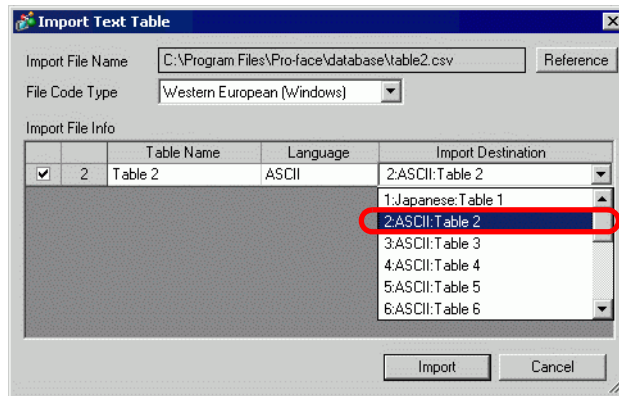 Import Text Table
Import File Name C:\Program Files\Pro-face\database\table2.csv Reference
File Code Type Western European (Windows)
Import File Info
Table Name Language Import Destination
2 Table 2 ASCII 2:ASCII:Table 2
1:Japanese:Table 1
2:ASCII:Table 2
3:ASCII:Table 3
4:ASCII:Table 4
5:ASCII:Table 5
6:ASCII:Table 6
Import Cancel